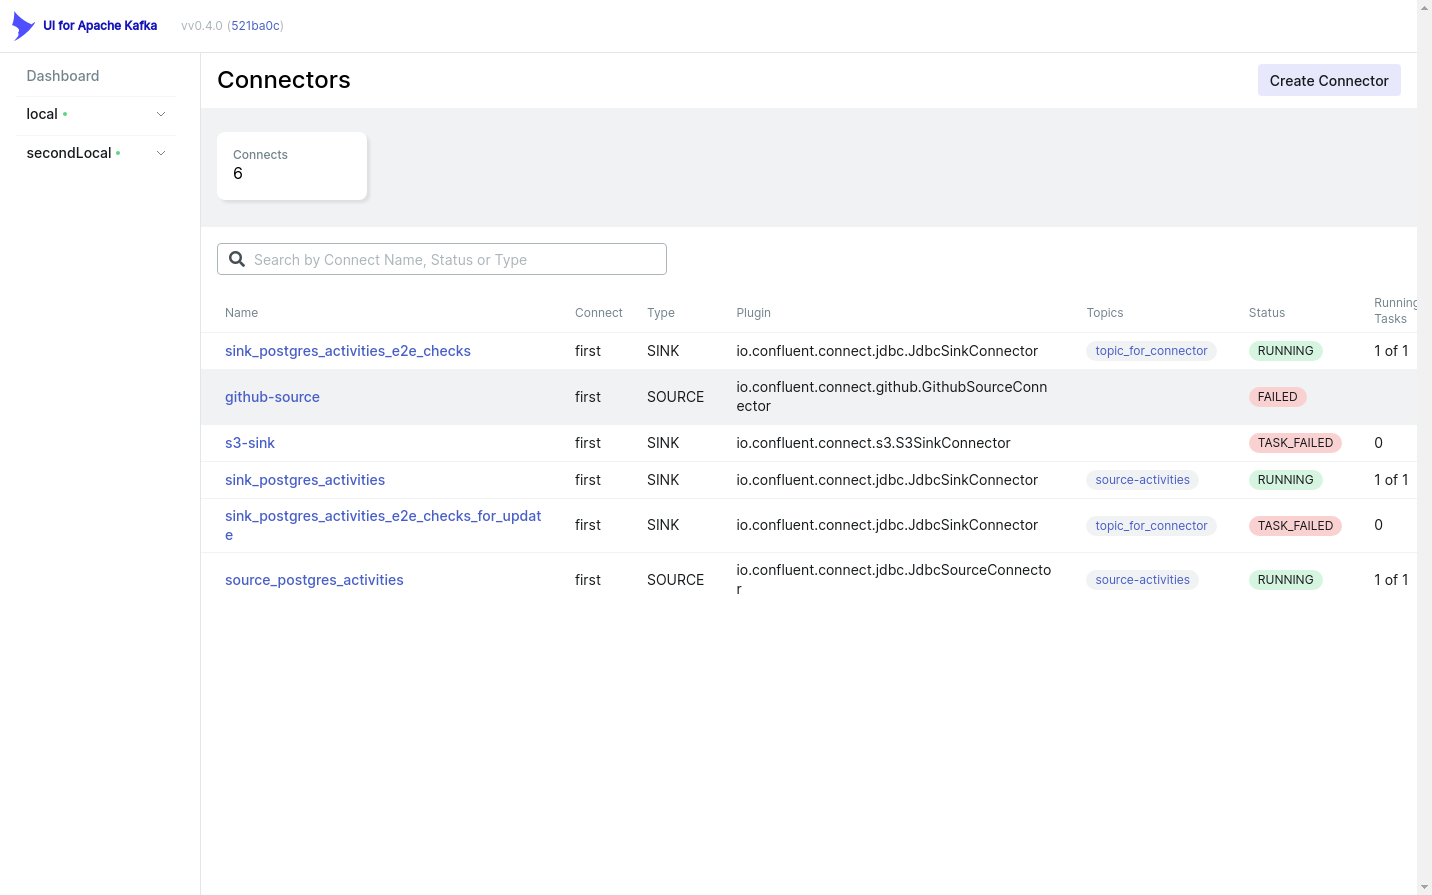 UI for Apache Kafka vv0.4.0 (521ba0c)
Dashboard
local
secondLocal
Connectors
Create Connector
Connects
6
Search by Connect Name, Status or Type
Name Connect Type Plugin Topics Status Running
Tasks
sink_postgres_activities_e2e_checks first SINK io.confluent.connect.jdbc.JdbcSinkConnector topic_for_connector RUNNING 1 of 1
github-source first SOURCE io.confluent.connect.github.GithubSourceConn
ector FAILED
s3-sink first SINK io.confluent.connect.s3.S3SinkConnector TASK_FAILED 0
sink_postgres_activities first SINK io.confluent.connect.jdbc.JdbcSinkConnector source-activities RUNNING 1 of 1
sink_postgres_activities_e2e_checks_for_updat
e first SINK io.confluent.connect.jdbc.JdbcSinkConnector topic_for_connector TASK_FAILED 0
source_postgres_activities first SOURCE io.confluent.connect.jdbc.JdbcSourceConnecto
r source-activities RUNNING 1 of 1